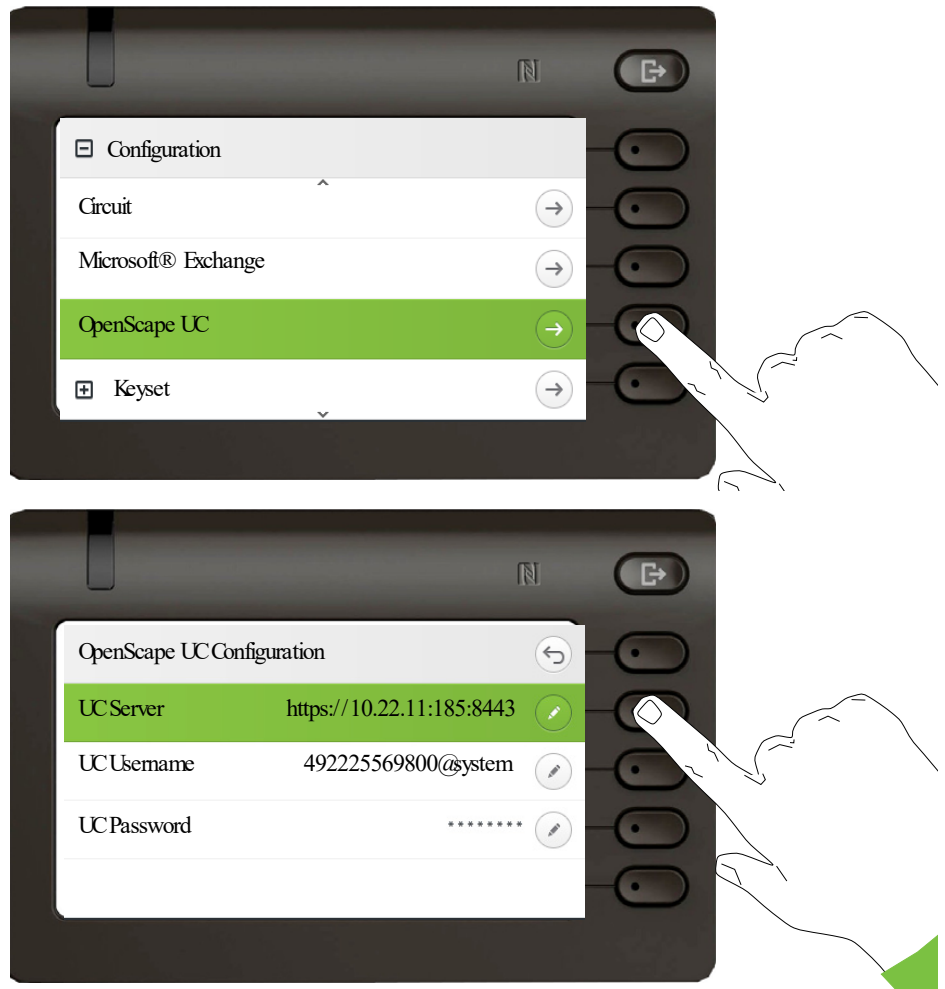 Configuration
Circuit
Microsoft® Exchange
OpenScape UC
Keyset
OpenScape UC Configuration
UC Server https://10.22.11:185:8443
UC Username 492225569800@system
UC Password ********